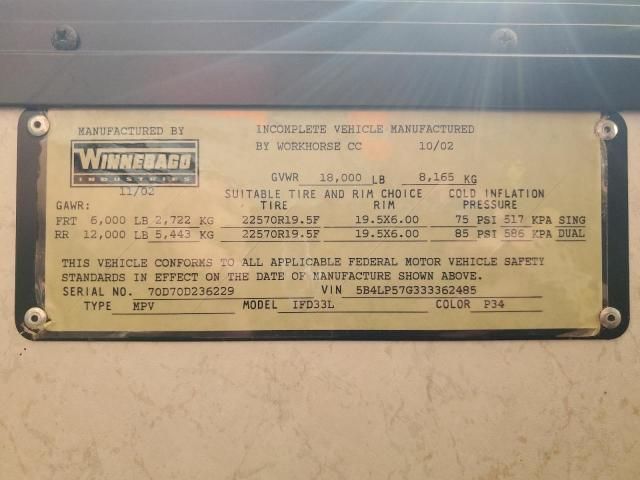 MANUFACTURED BY
INCOMPLETE VEHICLE MANUFACTURED
BY WORKHORSE CC 10/02
WINNEBAGO
INDUSTRIES
11/02
GVWR 18,000 LB 8,165 KG
SUITABLE TIRE AND RIM CHOICE COLD INFLATION
GAWR: TIRE RIM PRESSURE
FRT 6,000 LB 2,722 KG 22570R19.5F 19.5X6.00 75 PSI 517 KPA SING
RR 12,000 LB 5,443 KG 22570R19.5F 19.5X6.00 85 PSI 586 KPA DUAL
THIS VEHICLE CONFORMS TO ALL APPLICABLE FEDERAL MOTOR VEHICLE SAFETY
STANDARDS IN EFFECT ON THE DATE OF MANUFACTURE SHOWN ABOVE.
SERIAL NO. 70D70D236229 VIN 5B4LP57G333362485
TYPE MPV MODEL IFD33L COLOR P34